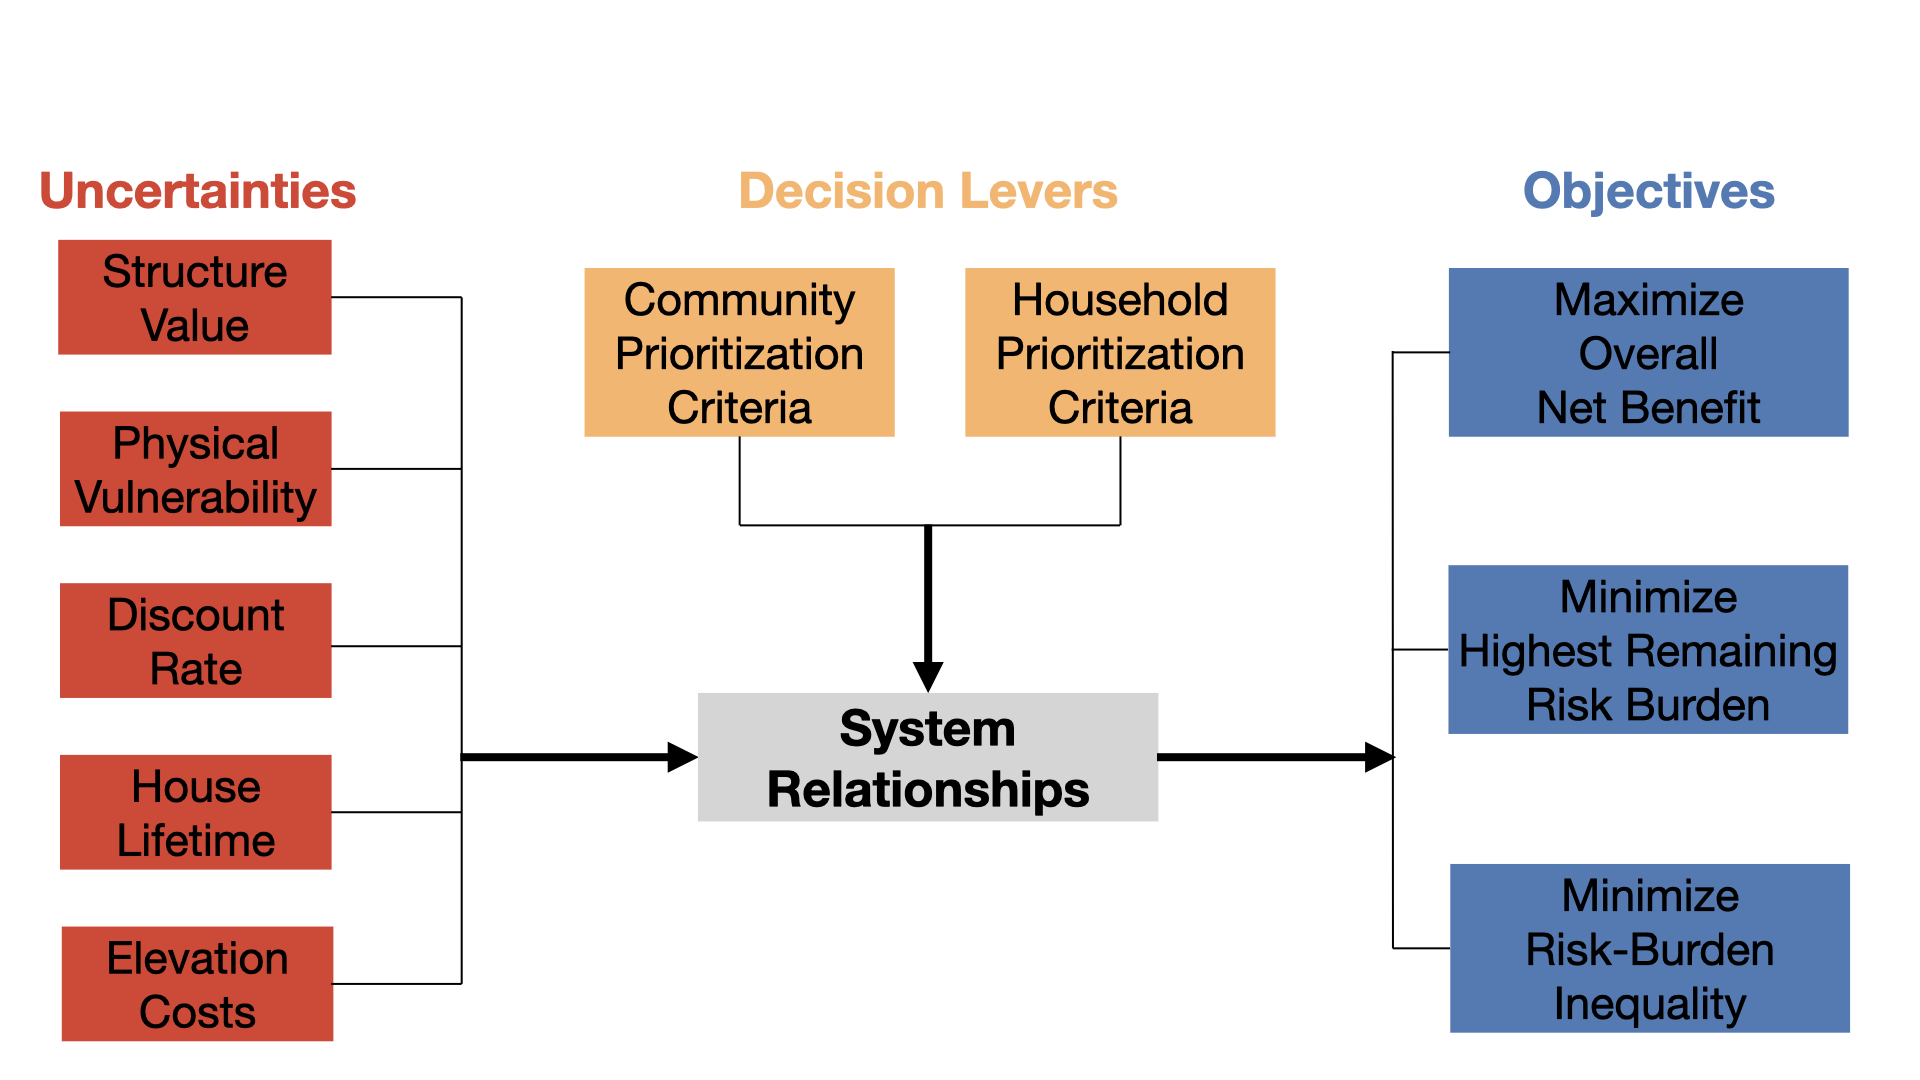 Uncertainties
Structure
Value
Physical
Vulnerability
Discount
Rate
House
Lifetime
Elevation
Costs
Decision Levers
Community
Prioritization
Criteria
Household
Prioritization
Criteria
System
Relationships
Objectives
Maximize
Overall
Net Benefit
Minimize
Highest Remaining
Risk Burden
Minimize
Risk-Burden
Inequality